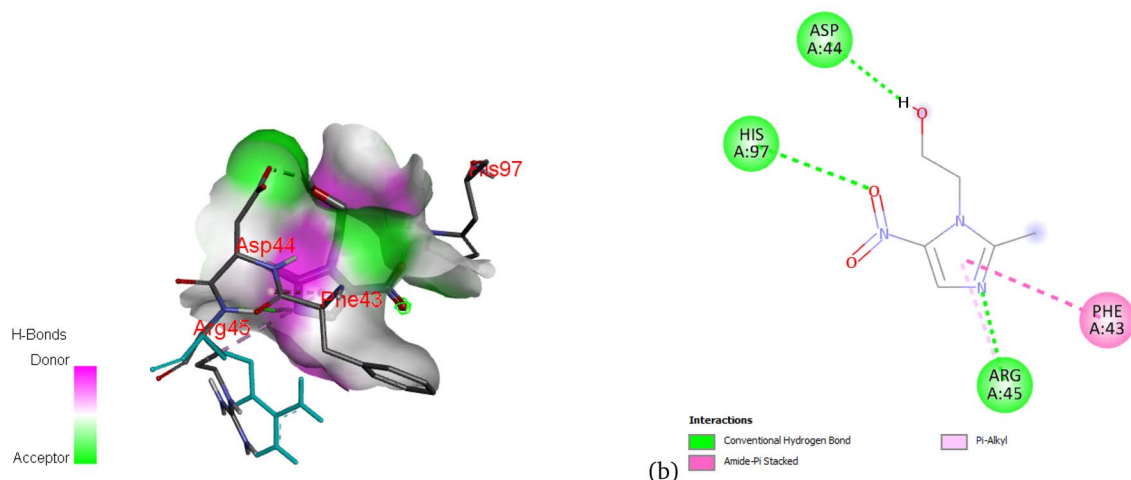 His97
Asp44
Phe43
Arg45
H-Bonds
Donor
Acceptor
ASP
A:44
H
O
HIS
A:97
O
N
O
N
N
PHE
A:43
ARG
A:45
Interactions
Conventional Hydrogen Bond
Pi-Alkyl
Amide-Pi Stacked
(b)